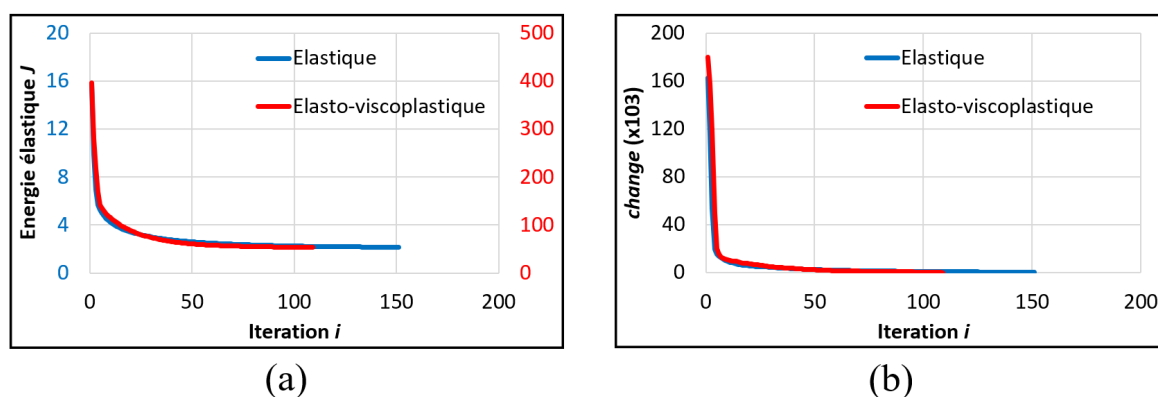 20
16
12
8
4
0
Energie élastique J
500
400
300
200
100
0
Elastique
Elasto-viscoplastique
0 50 100 150 200
Iteration i
(a)
200
160
120
80
40
0
change (x103)
Elastique
Elasto-viscoplastique
0 50 100 150 200
Iteration i
(b)